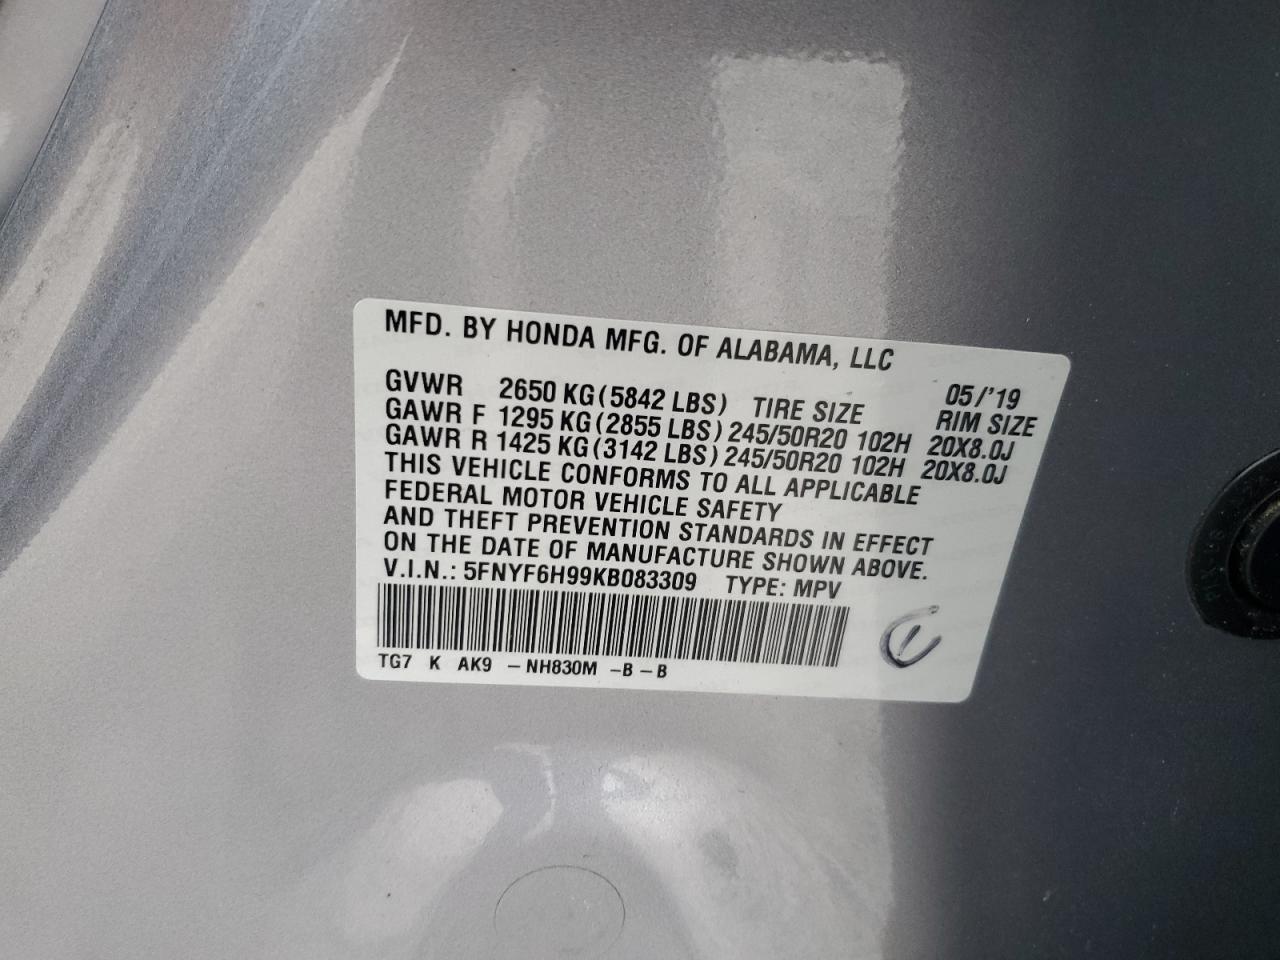 MFD. BY HONDA MFG. OF ALABAMA, LLC
05/'19
GVWR 2650 KG(5842 LBS) TIRE SIZE RIM SIZE
GAWR F 1295 KG(2855 LBS)245/50R20 102H 20X8.0J
GAWR R 1425 KG(3142 LBS)245/50R20 102H 20X8.0J
THIS VEHICLE CONFORMS TO ALL APPLICABLE
FEDERAL MOTOR VEHICLE SAFETY
AND THEFT PREVENTION STANDARDS IN EFFECT
ON THE DATE OF MANUFACTURE SHOWN ABOVE.
V.I.N.: 5FNYF6H99KB083309 TYPE: MPV
TG7 K AK9 -NH830M -B-B